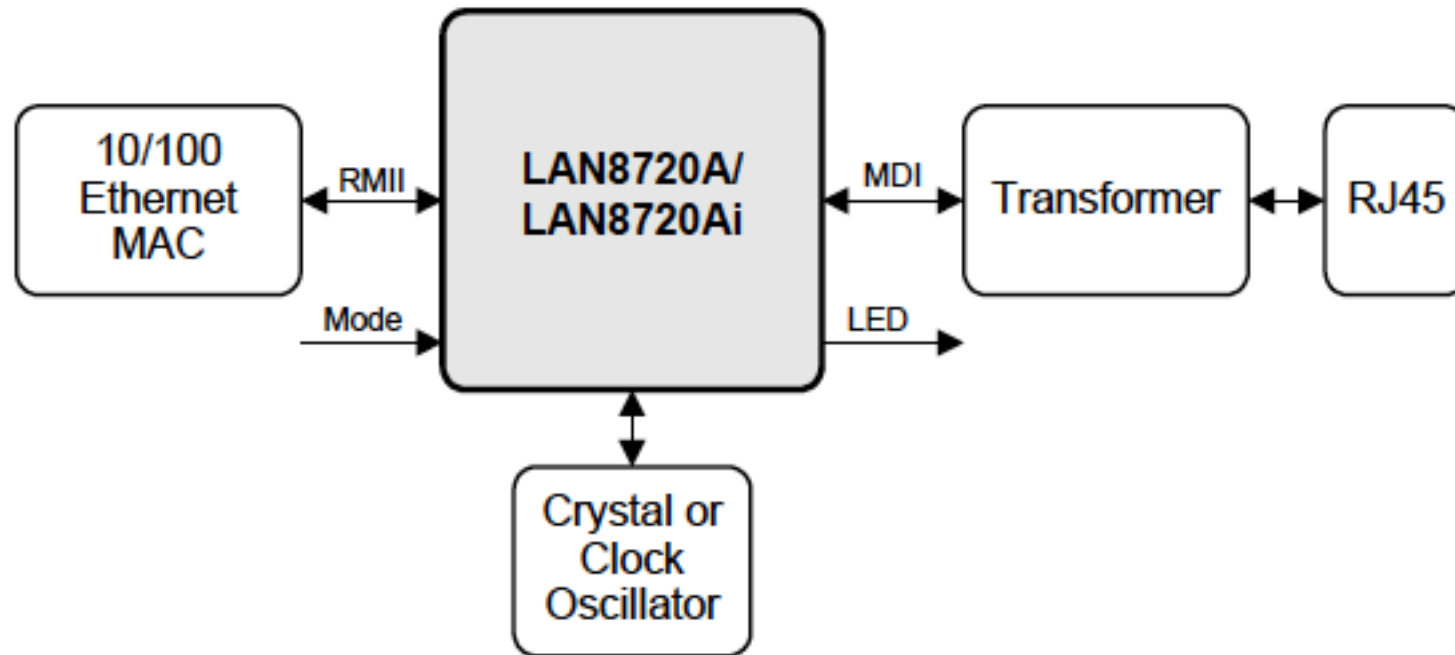 10/100
Ethernet
MAC
RMII
Mode
LAN8720A/
LAN8720Ai
MDI
LED
Transformer
RJ45
Crystal or
Clock
Oscillator